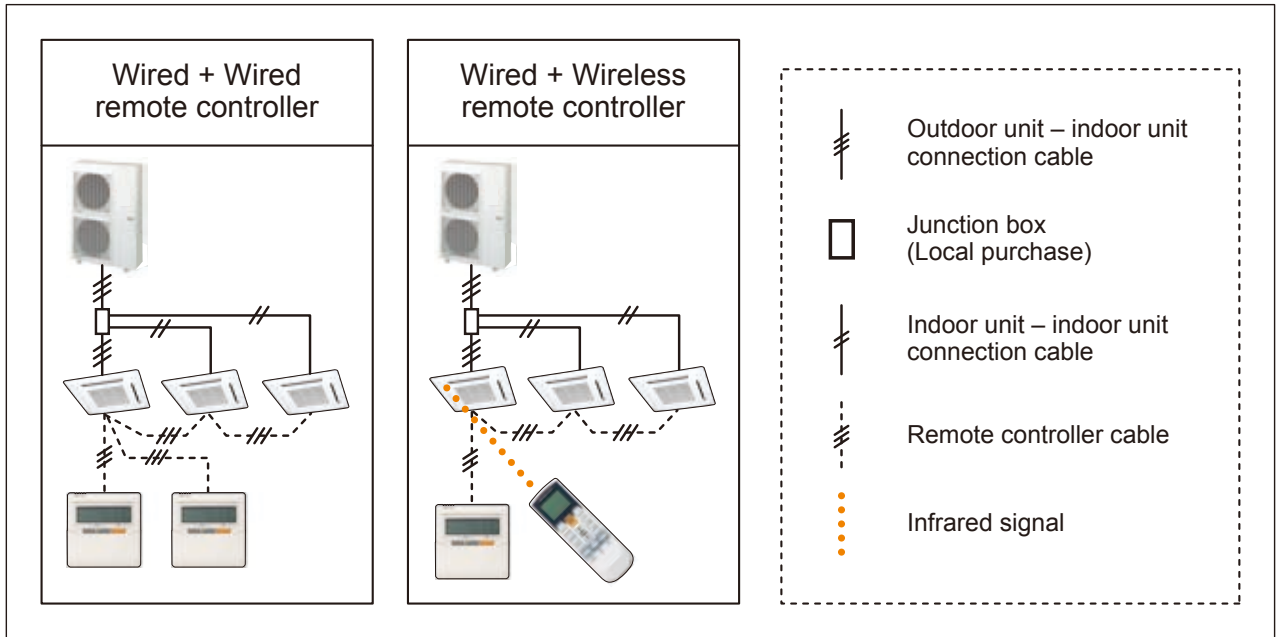 Wired + Wired
remote controller
Wired + Wireless
remote controller
Outdoor unit – indoor unit
connection cable
Junction box
(Local purchase)
Indoor unit – indoor unit
connection cable
Remote controller cable
Infrared signal